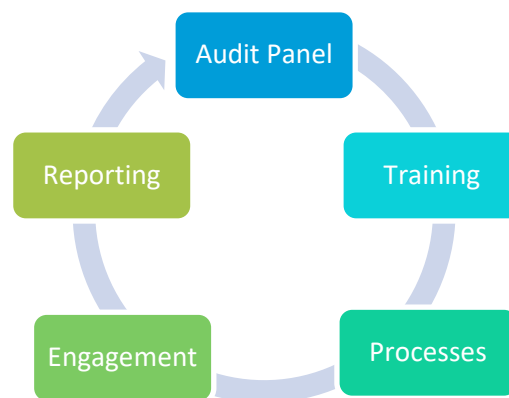 Audit Panel
Training
Processes
Engagement
Reporting